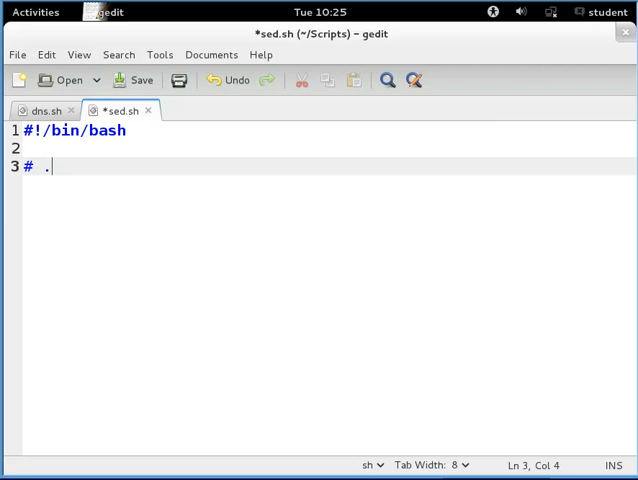 Activities gedit Tue 10:25 student
*sed.sh (~/Scripts) – gedit
File Edit View Search Tools Documents Help
Open Save Undo
dns.sh *sed.sh
1 #!/bin/bash
2
3 # .
sh Tab Width: 8 Ln 3, Col 4 INS